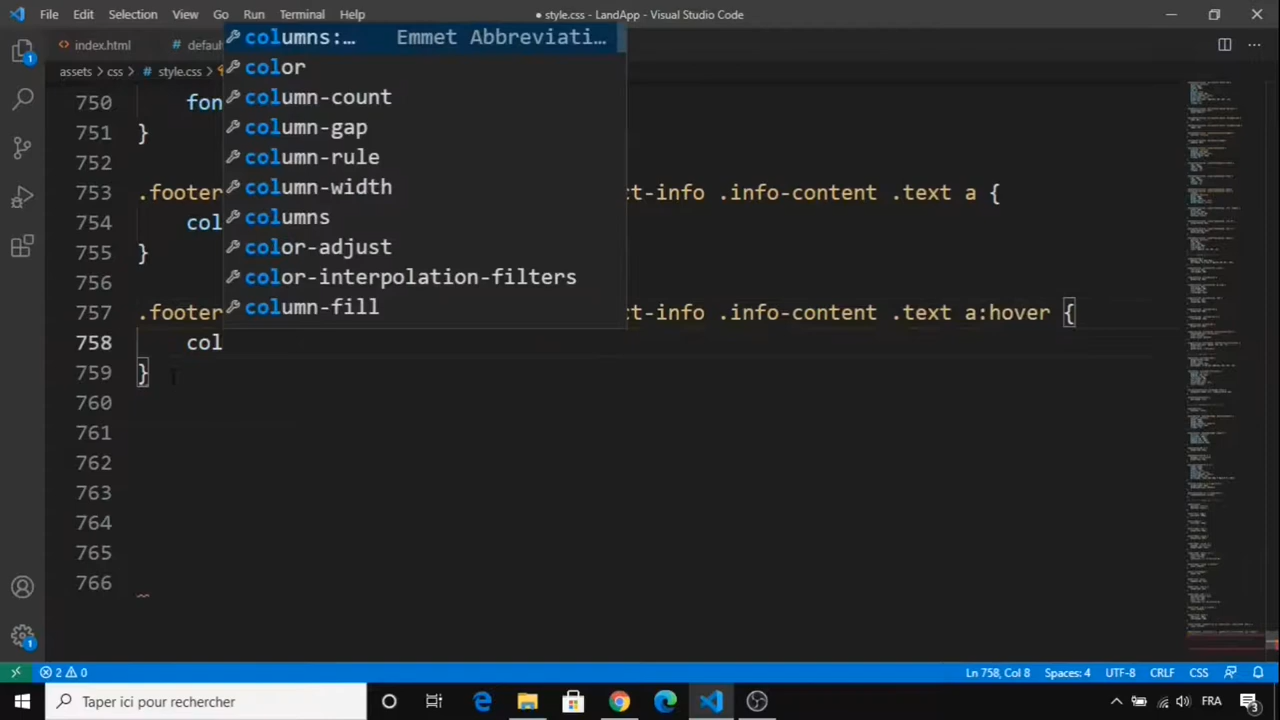 File Edit Selection View Go Run Terminal Help
● style.css - LandApp - Visual Studio Code
index.html # defaul
assets > css > # style.css >
columns:… Emmet Abbreviati…
color
column-count
column-gap
column-rule
column-width
columns
color-adjust
color-interpolation-filters
column-fill
750 fon
751 }
752
753 .footer ct-info .info-content .text a {
754 col
755 }
756
757 .footer ct-info .info-content .text a:hover {
758 col
759 }
760
761
762
763
764
765
766
2 0 Ln 758, Col 8 Spaces: 4 UTF-8 CRLF CSS
Taper ici pour rechercher FRA 3